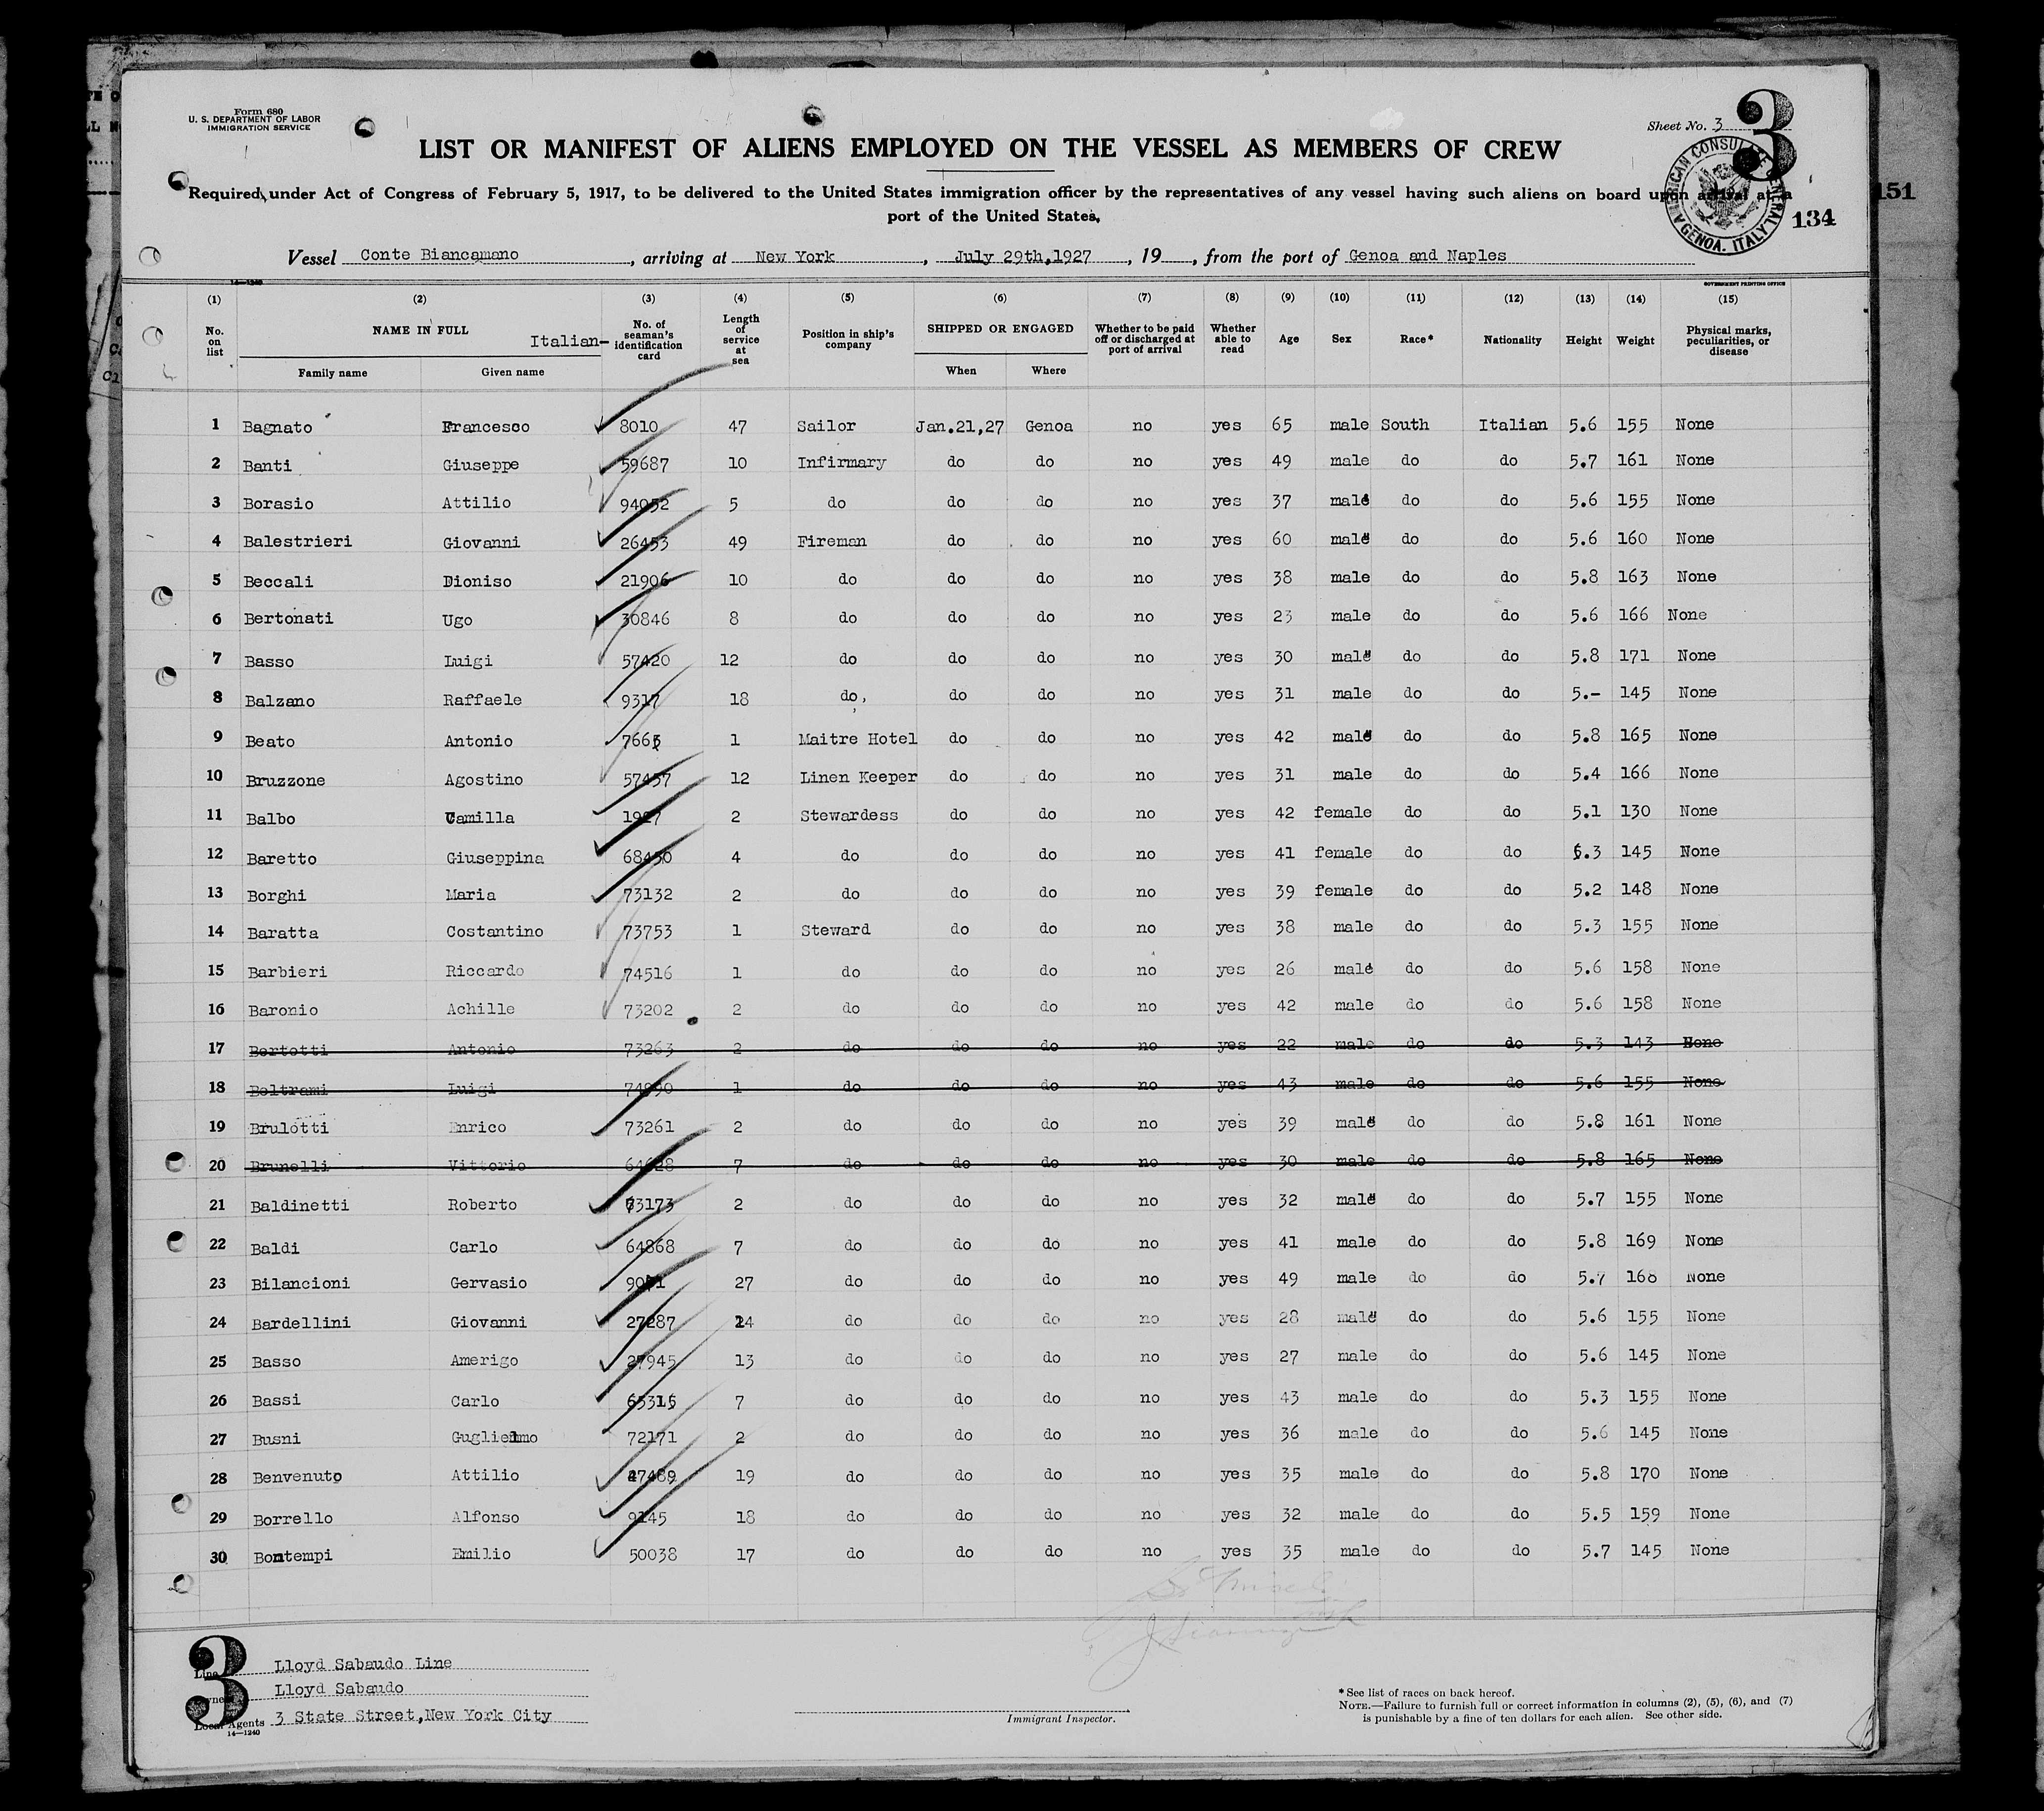 Form 680
U. S. DEPARTMENT OF LABOR
IMMIGRATION SERVICE
Sheet No. 3
3
LIST OR MANIFEST OF ALIENS EMPLOYED ON THE VESSEL AS MEMBERS OF CREW
AMERICAN CONSULATE GENERAL GENOA. ITALY
Required under Act of Congress of February 5, 1917, to be delivered to the United States immigration officer by the representatives of any vessel having such aliens on board upon arrival at a
port of the United States,
151
134
Vessel Conte Biancamano, arriving at New York, July 29th,1927, 19, from the port of Genoa and Naples
14—1240
GOVERNMENT PRINTING OFFICE
(1) (2) (3) (4) (5) (6) (7) (8) (9) (10) (11) (12) (13) (14) (15)
No. on list | NAME IN FULL Italian- | No. of seaman's identification card | Length of service at sea | Position in ship's company | SHIPPED OR ENGAGED | Whether to be paid off or discharged at port of arrival | Whether able to read | Age | Sex | Race* | Nationality | Height | Weight | Physical marks, peculiarities, or disease
Family name | Given name | When | Where
1 Bagnato Francesco 8010 47 Sailor Jan.21,27 Genoa no yes 65 male South Italian 5.6 155 None
2 Banti Giuseppe 59687 10 Infirmary do do no yes 49 male do do 5.7 161 None
3 Borasio Attilio 94052 5 do do do no yes 37 male do do 5.6 155 None
4 Balestrieri Giovanni 26453 49 Fireman do do no yes 60 male do do 5.6 160 None
5 Beccali Dioniso 21906 10 do do do no yes 38 male do do 5.8 163 None
6 Bertonati Ugo 30846 8 do do do no yes 23 male do do 5.6 166 None
7 Basso Luigi 57420 12 do do do no yes 30 male do do 5.8 171 None
8 Balzano Raffaele 9317 18 do, do do no yes 31 male do do 5.- 145 None
9 Beato Antonio 1 Maitre Hotel do do no yes 42 male do do 5.8 165 None
10 Bruzzone Agostino 57457 12 Linen Keeper do do no yes 31 male do do 5.4 166 None
11 Balbo Camilla 1927 2 Stewardess do do no yes 42 female do do 5.1 130 None
12 Baretto Giuseppina 68450 4 do do do no yes 41 female do do 145 None
13 Borghi Maria 73132 2 do do do no yes 39 female do do 5.2 148 None
14 Baratta Costantino 73753 1 Steward do do no yes 38 male do do 5.3 155 None
15 Barbieri Riccardo 74516 1 do do do no yes 26 male do do 5.6 158 None
16 Baronio Achille 73202 2 do do do no yes 42 male do do 5.6 158 None
17 Bertotti Antonio 73263 2 do do do no yes 22 male do do 5.3 143 None
18 Beltrami Luigi 1 do do do no yes 43 male do do 5.6 155 None
19 Brulotti Enrico 73261 2 do do do no yes 39 male do do 5.8 161 None
20 Brunelli Vittorio 7 do do do no yes 30 male do do 5.8 165 None
21 Baldinetti Roberto 2 do do do no yes 32 male do do 5.7 155 None
22 Baldi Carlo 64868 7 do do do no yes 41 male do do 5.8 169 None
23 Bilancioni Gervasio 27 do do do no yes 49 male do do 5.7 168 None
24 Bardellini Giovanni 27287 do do do no yes 28 male do do 5.6 155 None
25 Basso Amerigo 27945 13 do do do no yes 27 male do do 5.6 145 None
26 Bassi Carlo 65315 7 do do do no yes 43 male do do 5.3 155 None
27 Busni Guglielmo 72171 2 do do do no yes 36 male do do 5.6 145 None
28 Benvenuto Attilio 19 do do do no yes 35 male do do 5.8 170 None
29 Borrello Alfonso 9145 18 do do do no yes 32 male do do 5.5 159 None
30 Bontempi Emilio 50038 17 do do do no yes 35 male do do 5.7 145 None
3
Line Lloyd Sabaudo Line
Owners Lloyd Sabaudo
Local Agents 3 State Street,New York City
14—1240
Immigrant Inspector.
* See list of races on back hereof.
NOTE.—Failure to furnish full or correct information in columns (2), (5), (6), and (7)
is punishable by a fine of ten dollars for each alien. See other side.